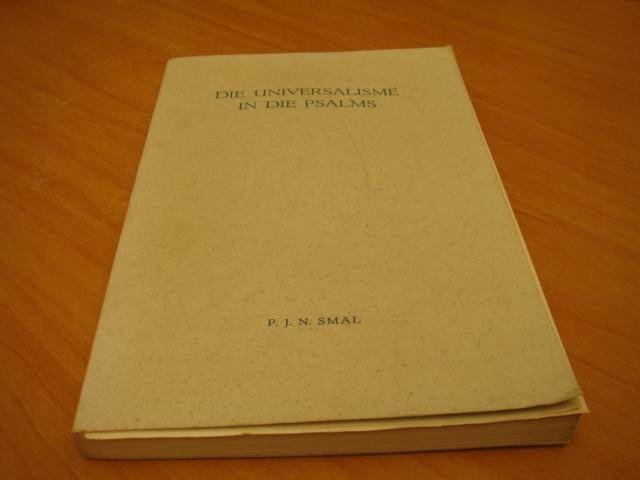 DIE UNIVERSALISME
IN DIE PSALMS
P. J. N. SMAL